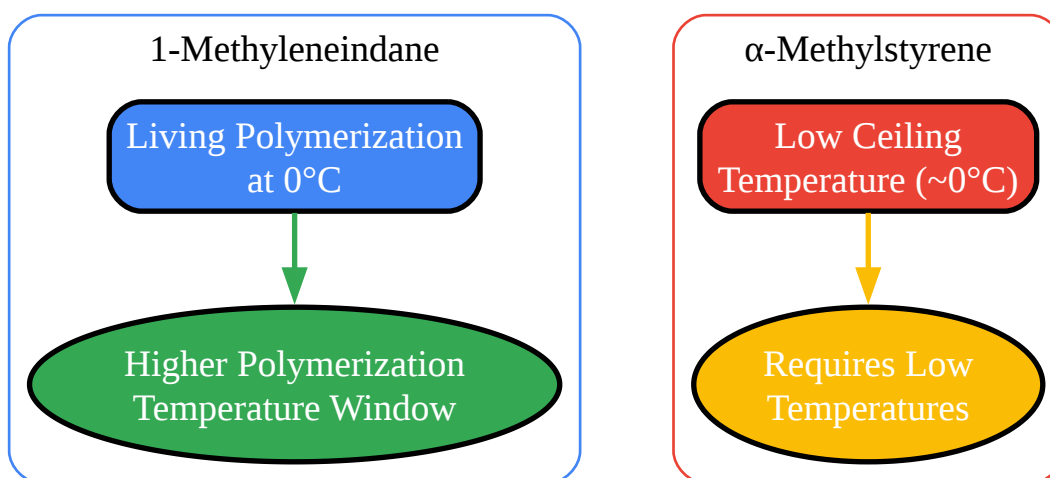 1-Methyleneindane
Living Polymerization
at 0°C
Higher Polymerization
Temperature Window
α-Methylstyrene
Low Ceiling
Temperature (~0°C)
Requires Low
Temperatures